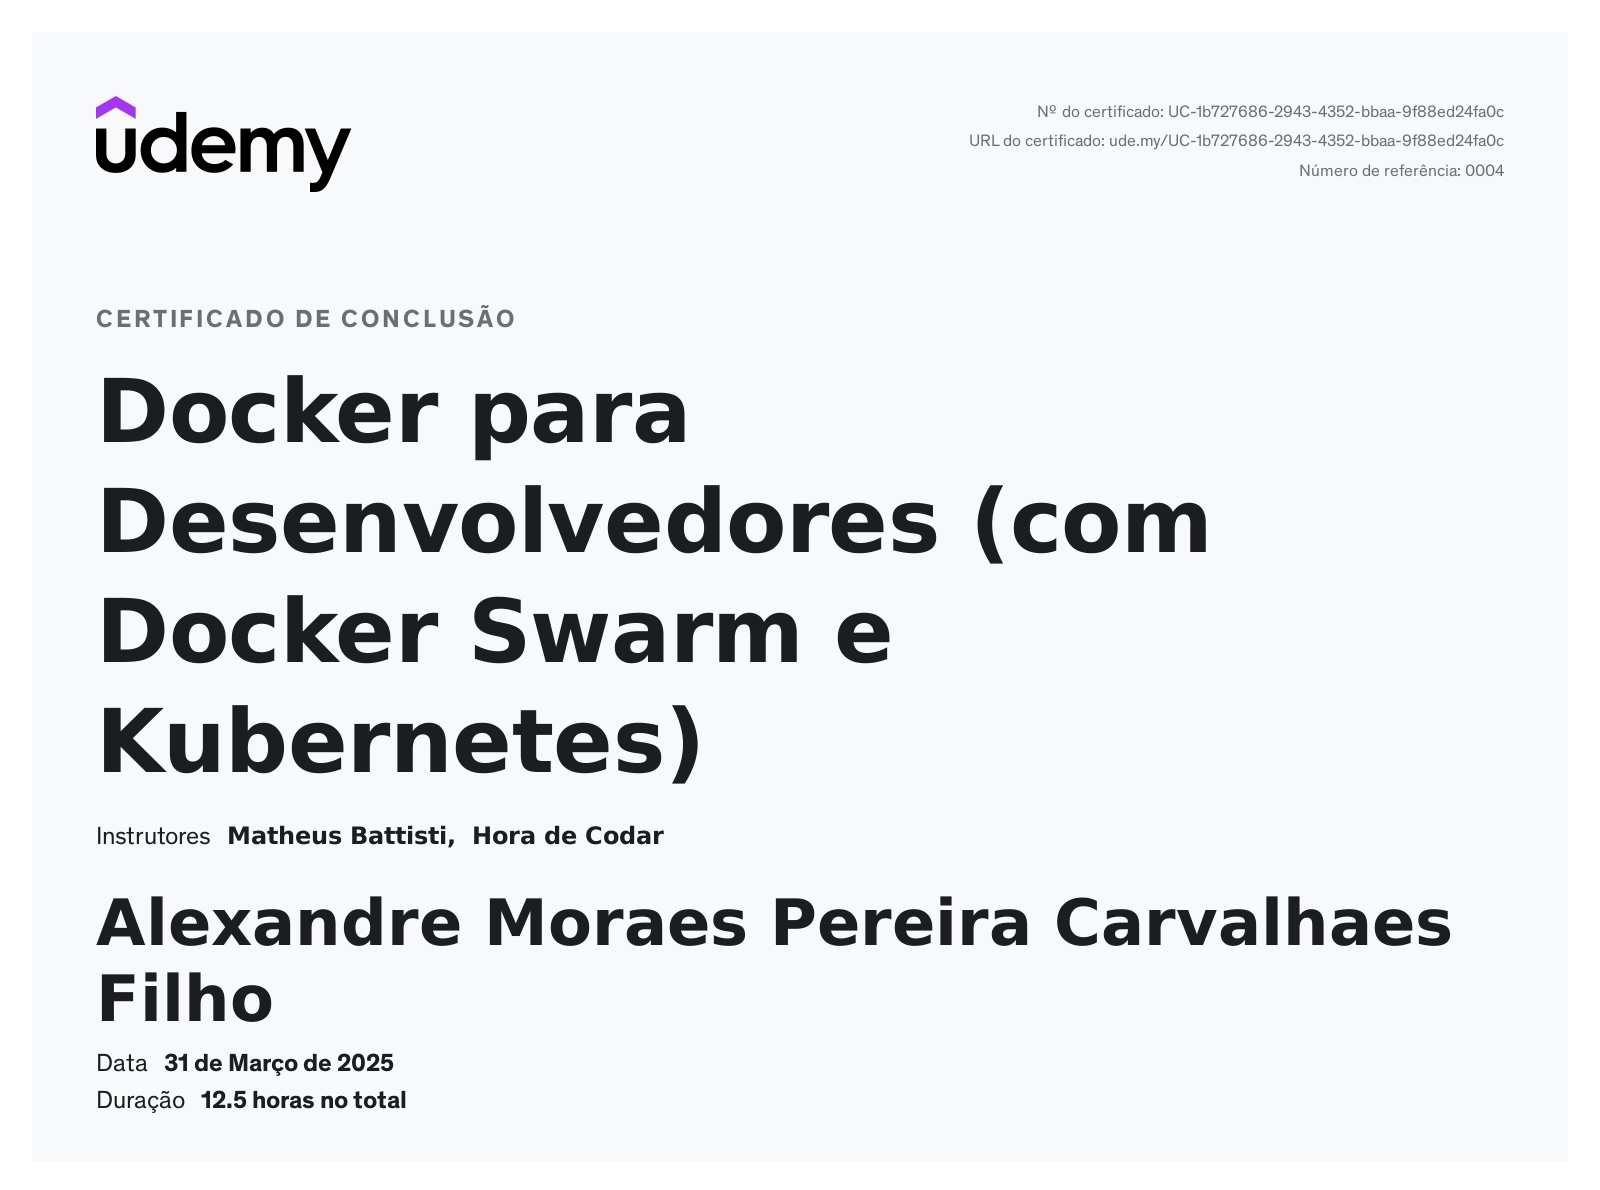 udemy
Nº do certificado: UC-1b727686-2943-4352-bbaa-9f88ed24fa0c
URL do certificado: ude.my/UC-1b727686-2943-4352-bbaa-9f88ed24fa0c
Número de referência: 0004
CERTIFICADO DE CONCLUSÃO
Docker para
Desenvolvedores (com
Docker Swarm e
Kubernetes)
Instrutores Matheus Battisti, Hora de Codar
Alexandre Moraes Pereira Carvalhaes
Filho
Data 31 de Março de 2025
Duração 12.5 horas no total